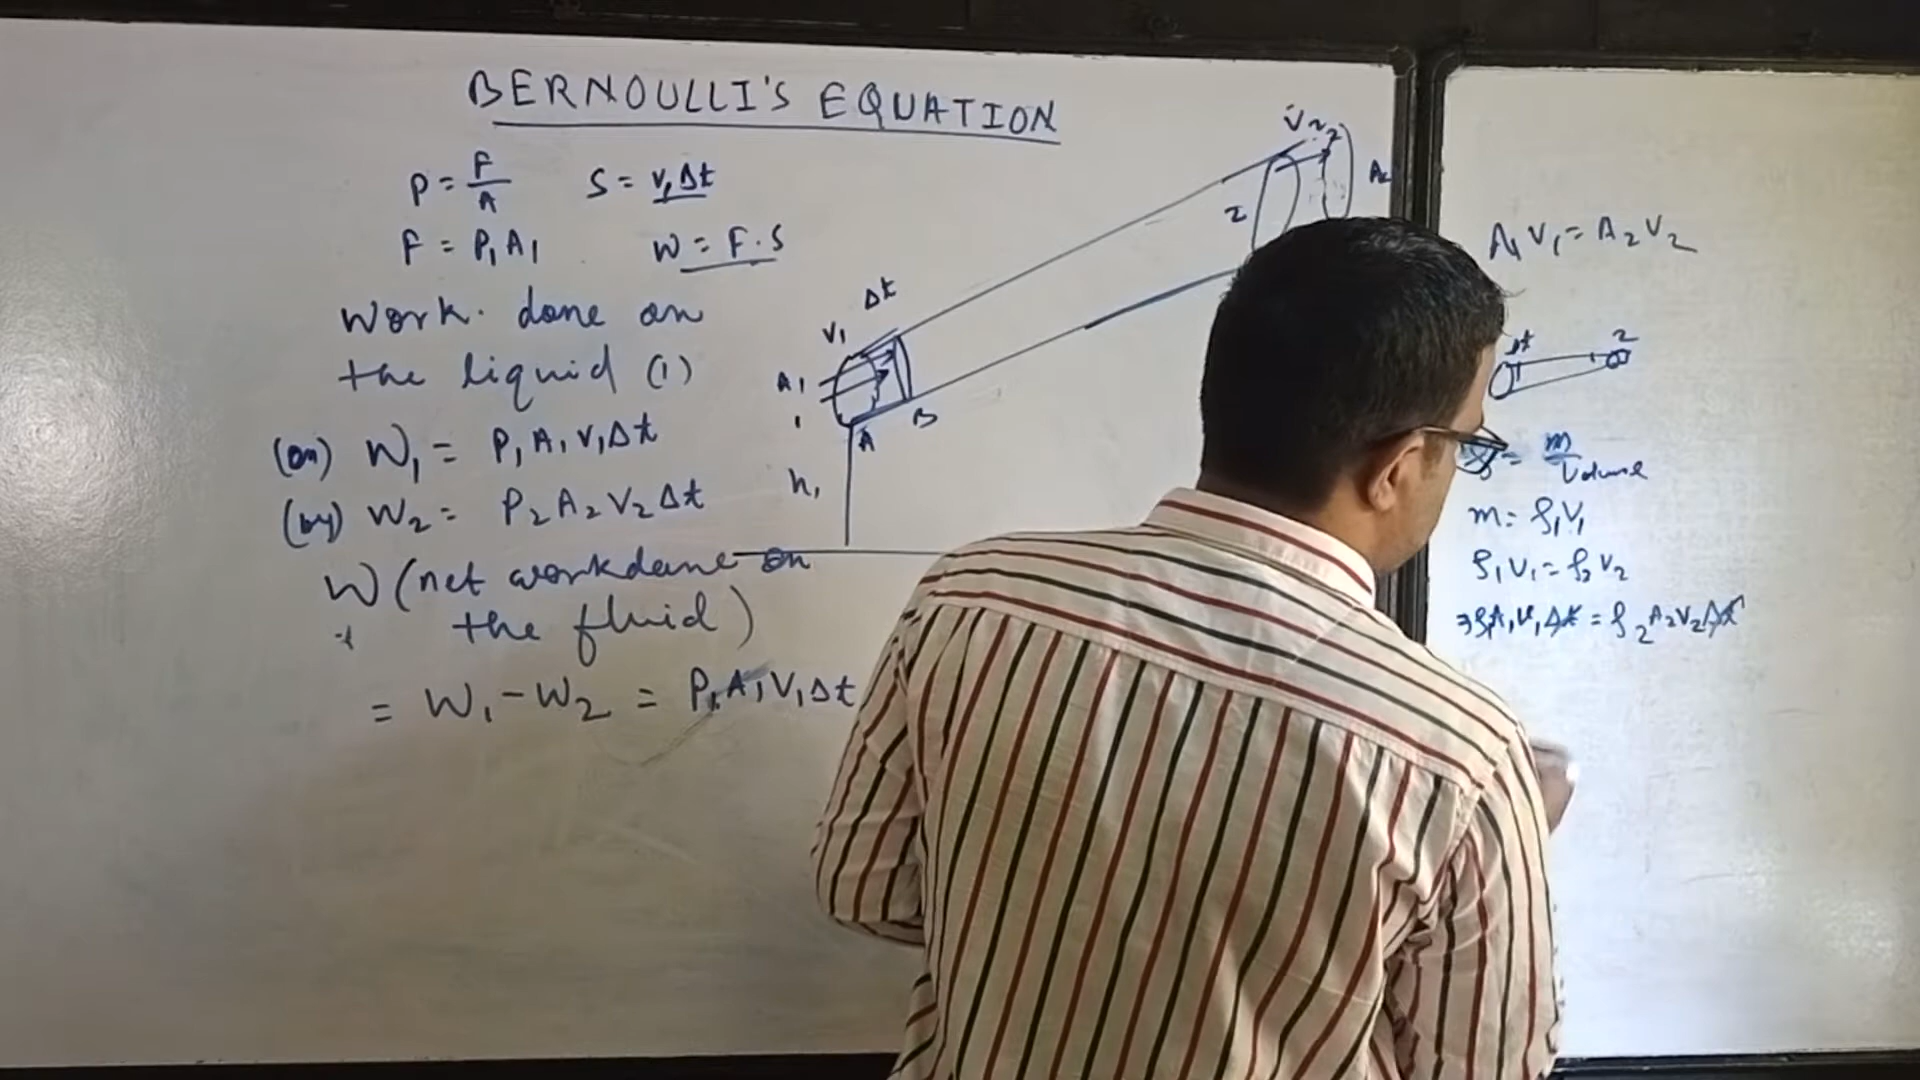 BERNOULLI'S EQUATION
P = F/A S = v₁Δt
F = P₁A₁ W = F.S
Work. done on
the liquid (1)
(on) W₁ = P₁A₁V₁Δt
(by) W₂ = P₂A₂V₂Δt
W (net workdone on
the fluid)
= W₁ - W₂ = P₁A₁V₁Δt
V₂
A₂
2
Δt
V₁
A₁
1
A B
h₁
A₁V₁ = A₂V₂
Δt 2
= m/Volume
m = ρ₁V₁
ρ₁V₁ = ρ₂V₂
⇒ρ₁A₁V₁Δt = ρ₂A₂V₂Δt